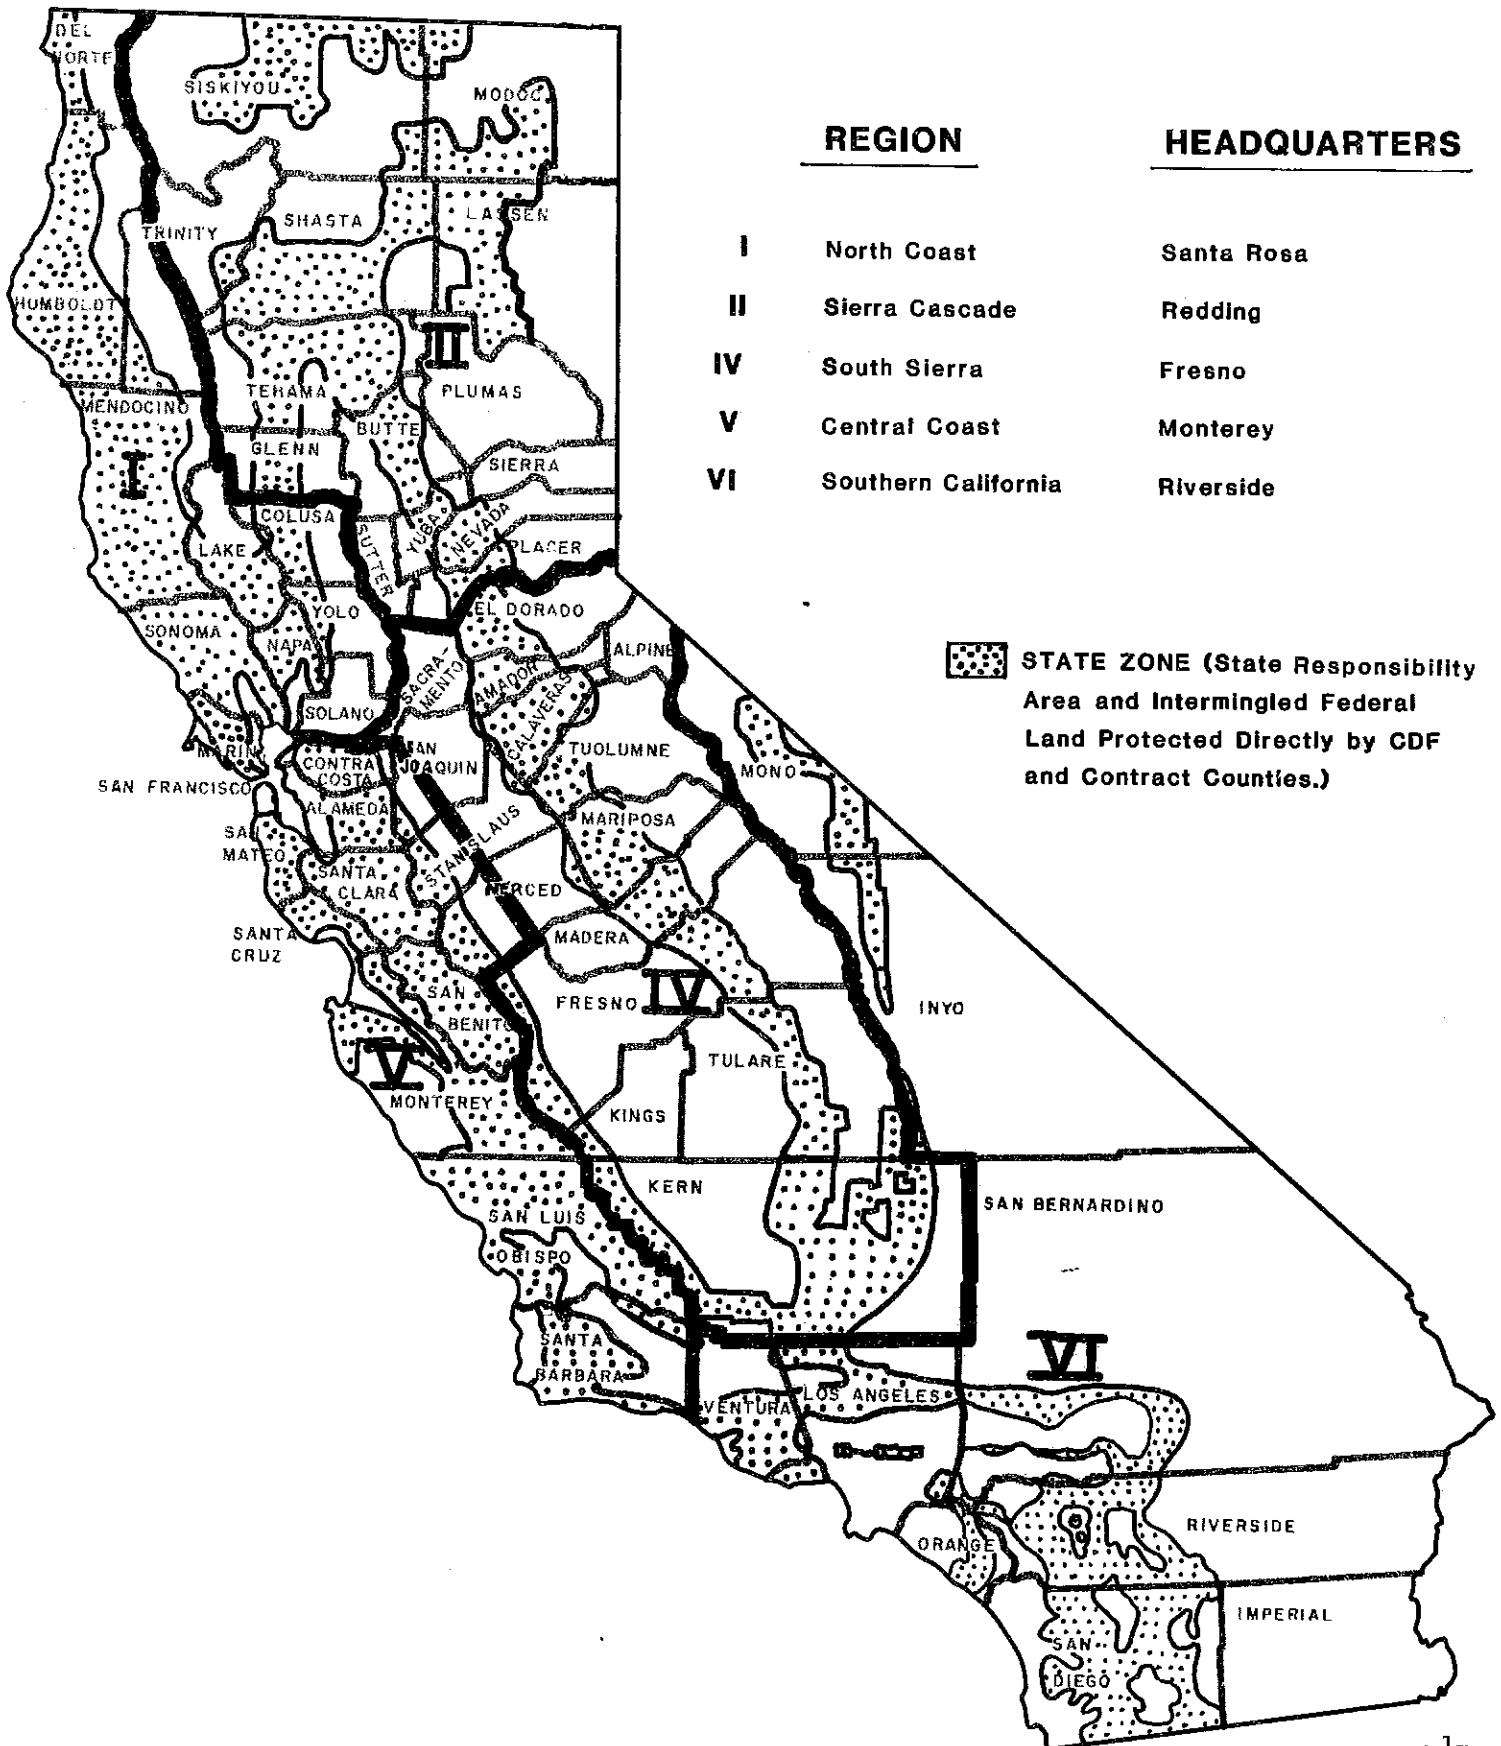 REGION HEADQUARTERS
I North Coast Santa Rosa
II Sierra Cascade Redding
IV South Sierra Fresno
V Central Coast Monterey
VI Southern California Riverside
STATE ZONE (State Responsibility
Area and Intermingled Federal
Land Protected Directly by CDF
and Contract Counties.)
DEL
NORTE
SISKIYOU
MODOC
TRINITY
SHASTA
LASSEN
HUMBOLDT
II
TEHAMA
PLUMAS
MENDOCINO
BUTTE
GLENN
I
SIERRA
COLUSA
SUTTER
YUBA
NEVADA
LAKE
PLACER
YOLO
EL DORADO
SONOMA
NAPA
ALPINE
SACRA-
MENTO
AMADOR
CALAVERAS
SOLANO
MARIN
SAN
JOAQUIN
CONTRA
COSTA
TUOLUMNE
MONO
SAN FRANCISCO
ALAMEDA
SAN
MATEO
STANISLAUS
MARIPOSA
SANTA
CLARA
MERCED
SANTA
CRUZ
MADERA
SAN
BENITO
FRESNO
IV
INYO
V
MONTEREY
TULARE
KINGS
KERN
SAN BERNARDINO
SAN LUIS
OBISPO
SANTA
BARBARA
VI
VENTURA
LOS ANGELES
ORANGE
RIVERSIDE
SAN
DIEGO
IMPERIAL